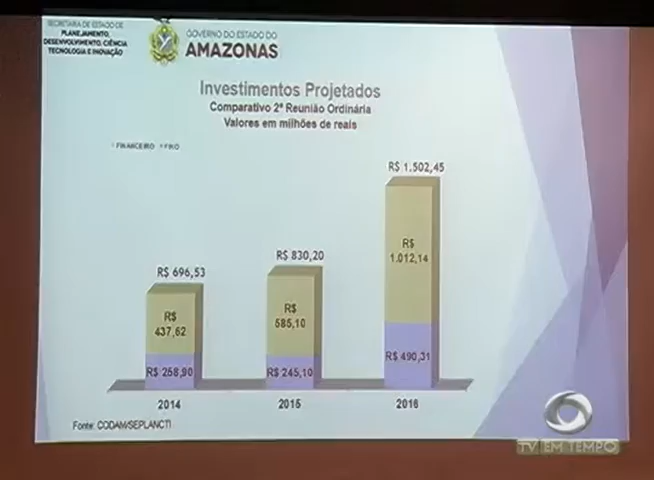 SECRETARIA DE ESTADO DE
PLANEJAMENTO,
DESENVOLVIMENTO, CIÊNCIA
TECNOLOGIA E INOVAÇÃO
GOVERNO DO ESTADO DO
AMAZONAS
Investimentos Projetados
Comparativo 2ª Reunião Ordinária
Valores em milhões de reais
FINANCEIRO FIXO
R$ 1.502,45
R$ 830,20
R$ 696,53
R$
1.012,14
R$
585,10
R$
437,62
R$ 258,90
R$ 245,10
R$ 490,31
2014
2015
2016
Fonte: CODAM/SEPLANCTI
TV EM TEMPO